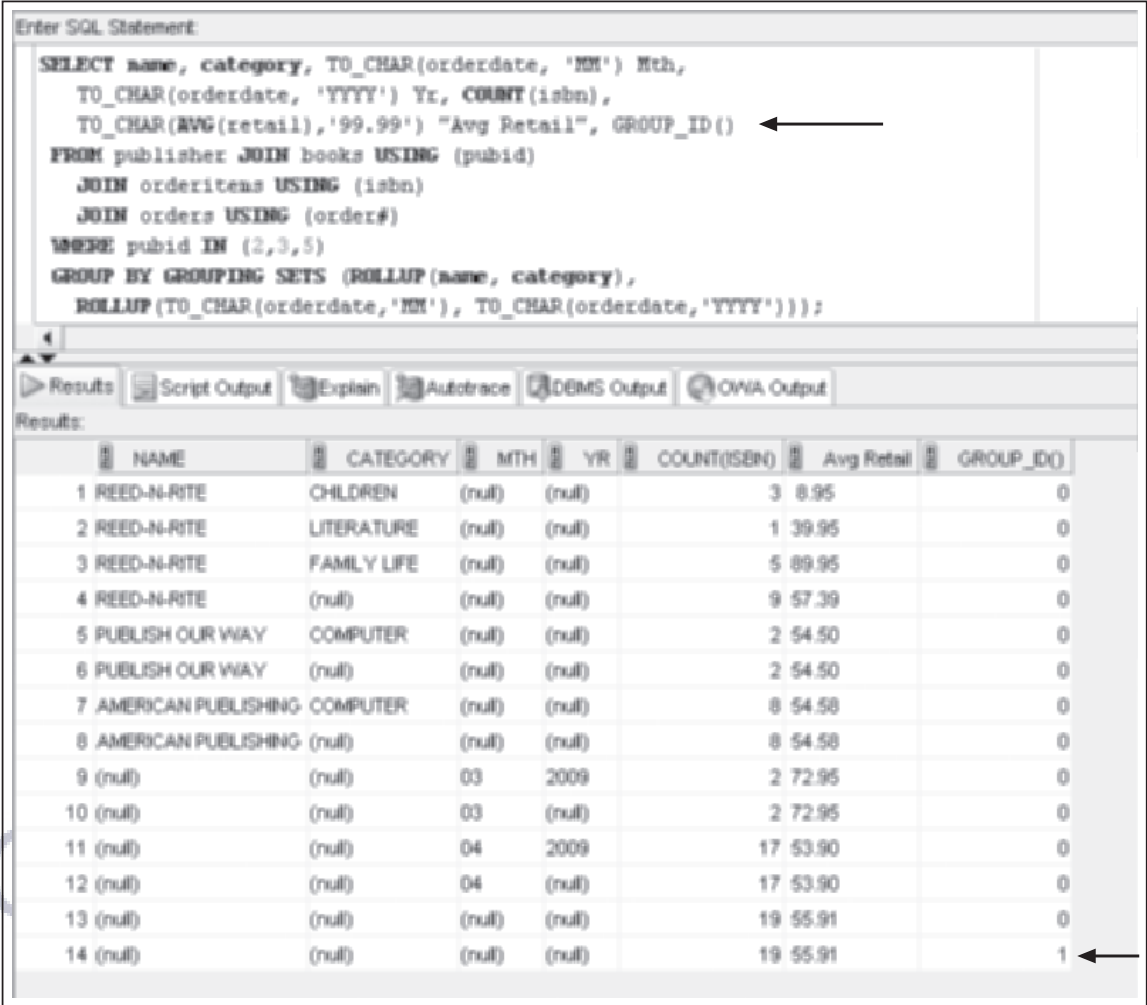 Enter SQL Statement:
SELECT name, category, TO_CHAR(orderdate, 'MM') Mth,
TO_CHAR(orderdate, 'YYYY') Yr, COUNT(isbn),
TO_CHAR(AVG(retail),'99.99') "Avg Retail", GROUP_ID()
FROM publisher JOIN books USING (pubid)
JOIN orderitems USING (isbn)
JOIN orders USING (order#)
WHERE pubid IN (2,3,5)
GROUP BY GROUPING SETS (ROLLUP(name, category),
ROLLUP(TO_CHAR(orderdate,'MM'), TO_CHAR(orderdate,'YYYY')));
Results Script Output Explain Autotrace DBMS Output OWA Output
Results:
NAME CATEGORY MTH YR COUNT(ISBN) Avg Retail GROUP_ID()
1 REED-N-RITE CHILDREN (null) (null) 3 8.95 0
2 REED-N-RITE LITERATURE (null) (null) 1 39.95 0
3 REED-N-RITE FAMILY LIFE (null) (null) 5 89.95 0
4 REED-N-RITE (null) (null) (null) 9 57.39 0
5 PUBLISH OUR WAY COMPUTER (null) (null) 2 54.50 0
6 PUBLISH OUR WAY (null) (null) (null) 2 54.50 0
7 AMERICAN PUBLISHING COMPUTER (null) (null) 8 54.58 0
8 AMERICAN PUBLISHING (null) (null) (null) 8 54.58 0
9 (null) (null) 03 2009 2 72.95 0
10 (null) (null) 03 (null) 2 72.95 0
11 (null) (null) 04 2009 17 53.90 0
12 (null) (null) 04 (null) 17 53.90 0
13 (null) (null) (null) (null) 19 55.91 0
14 (null) (null) (null) (null) 19 55.91 1